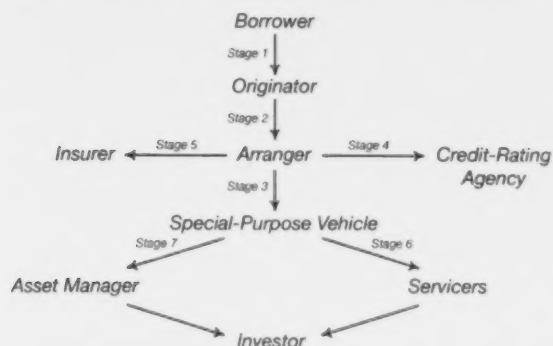 Borrower
Stage 1
Originator
Stage 2
Insurer
Stage 5
Arranger
Stage 4
Credit-Rating
Agency
Stage 3
Special-Purpose Vehicle
Stage 7
Stage 6
Asset Manager
Servicers
Investor